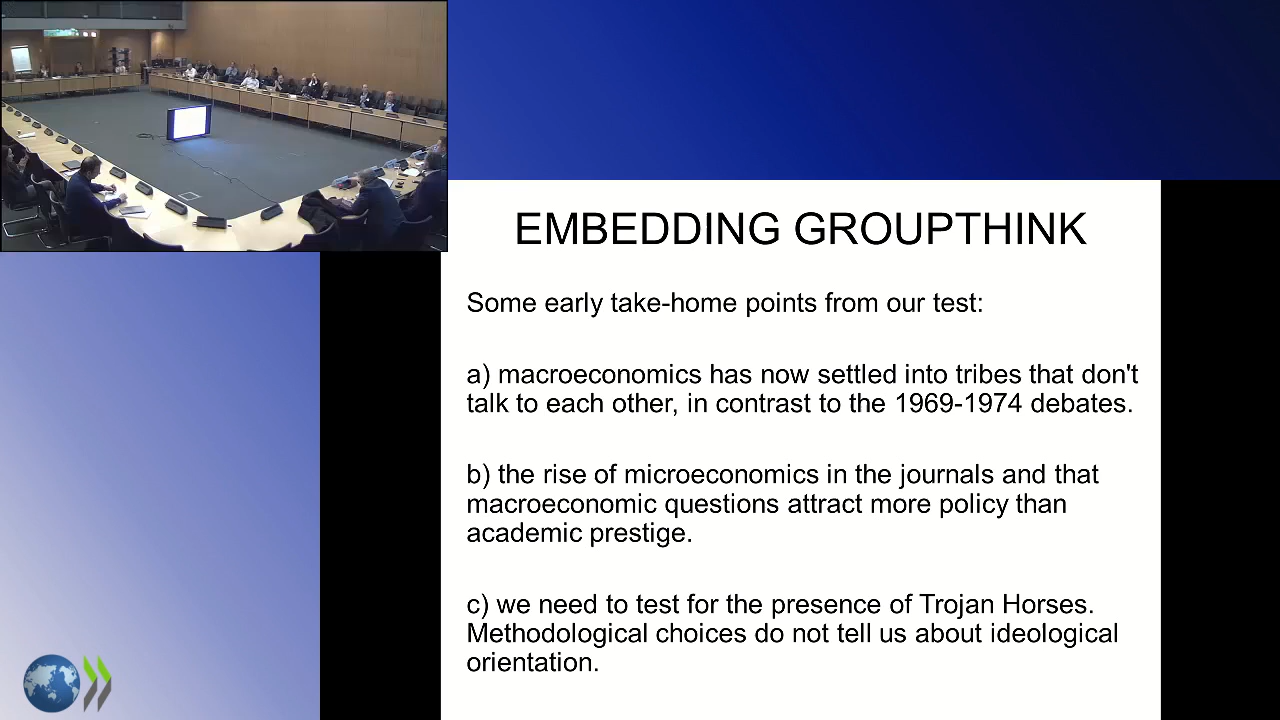 EMBEDDING GROUPTHINK
Some early take-home points from our test:
a) macroeconomics has now settled into tribes that don't
talk to each other, in contrast to the 1969-1974 debates.
b) the rise of microeconomics in the journals and that
macroeconomic questions attract more policy than
academic prestige.
c) we need to test for the presence of Trojan Horses.
Methodological choices do not tell us about ideological
orientation.